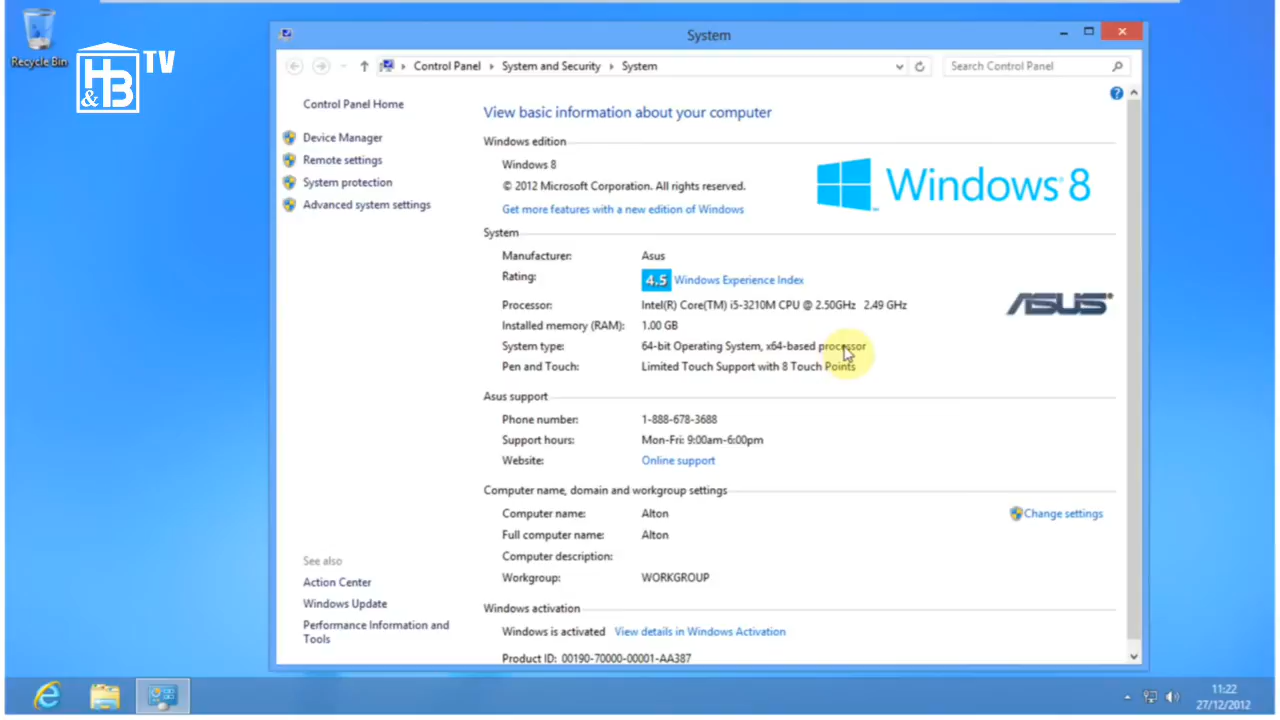 H&B TV
Recycle Bin
System
Control Panel System and Security System
Search Control Panel
Control Panel Home
Device Manager
Remote settings
System protection
Advanced system settings
See also
Action Center
Windows Update
Performance Information and
Tools
View basic information about your computer
Windows edition
Windows 8
© 2012 Microsoft Corporation. All rights reserved.
Get more features with a new edition of Windows
Windows 8
System
Manufacturer: Asus
Rating: 4.5 Windows Experience Index
Processor: Intel(R) Core(TM) i5-3210M CPU @ 2.50GHz 2.49 GHz
Installed memory (RAM): 1.00 GB
System type: 64-bit Operating System, x64-based processor
Pen and Touch: Limited Touch Support with 8 Touch Points
ASUS
Asus support
Phone number: 1-888-678-3688
Support hours: Mon-Fri: 9:00am-6:00pm
Website: Online support
Computer name, domain and workgroup settings
Computer name: Alton
Change settings
Full computer name: Alton
Computer description:
Workgroup: WORKGROUP
Windows activation
Windows is activated View details in Windows Activation
Product ID: 00190-70000-00001-AA387
11:22
27/12/2012